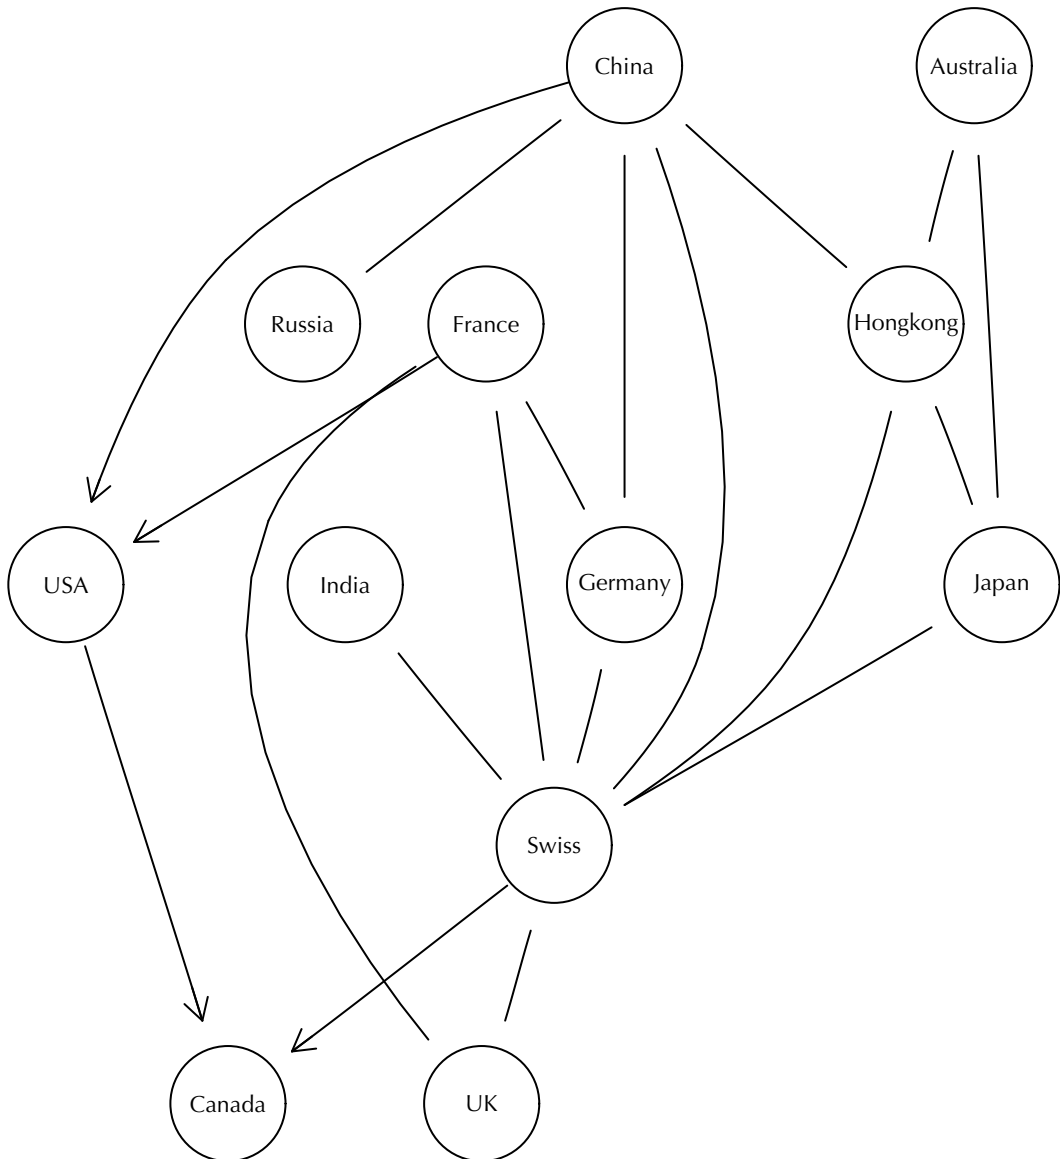 China
Australia
Russia
France
Hongkong
USA
India
Germany
Japan
Swiss
Canada
UK